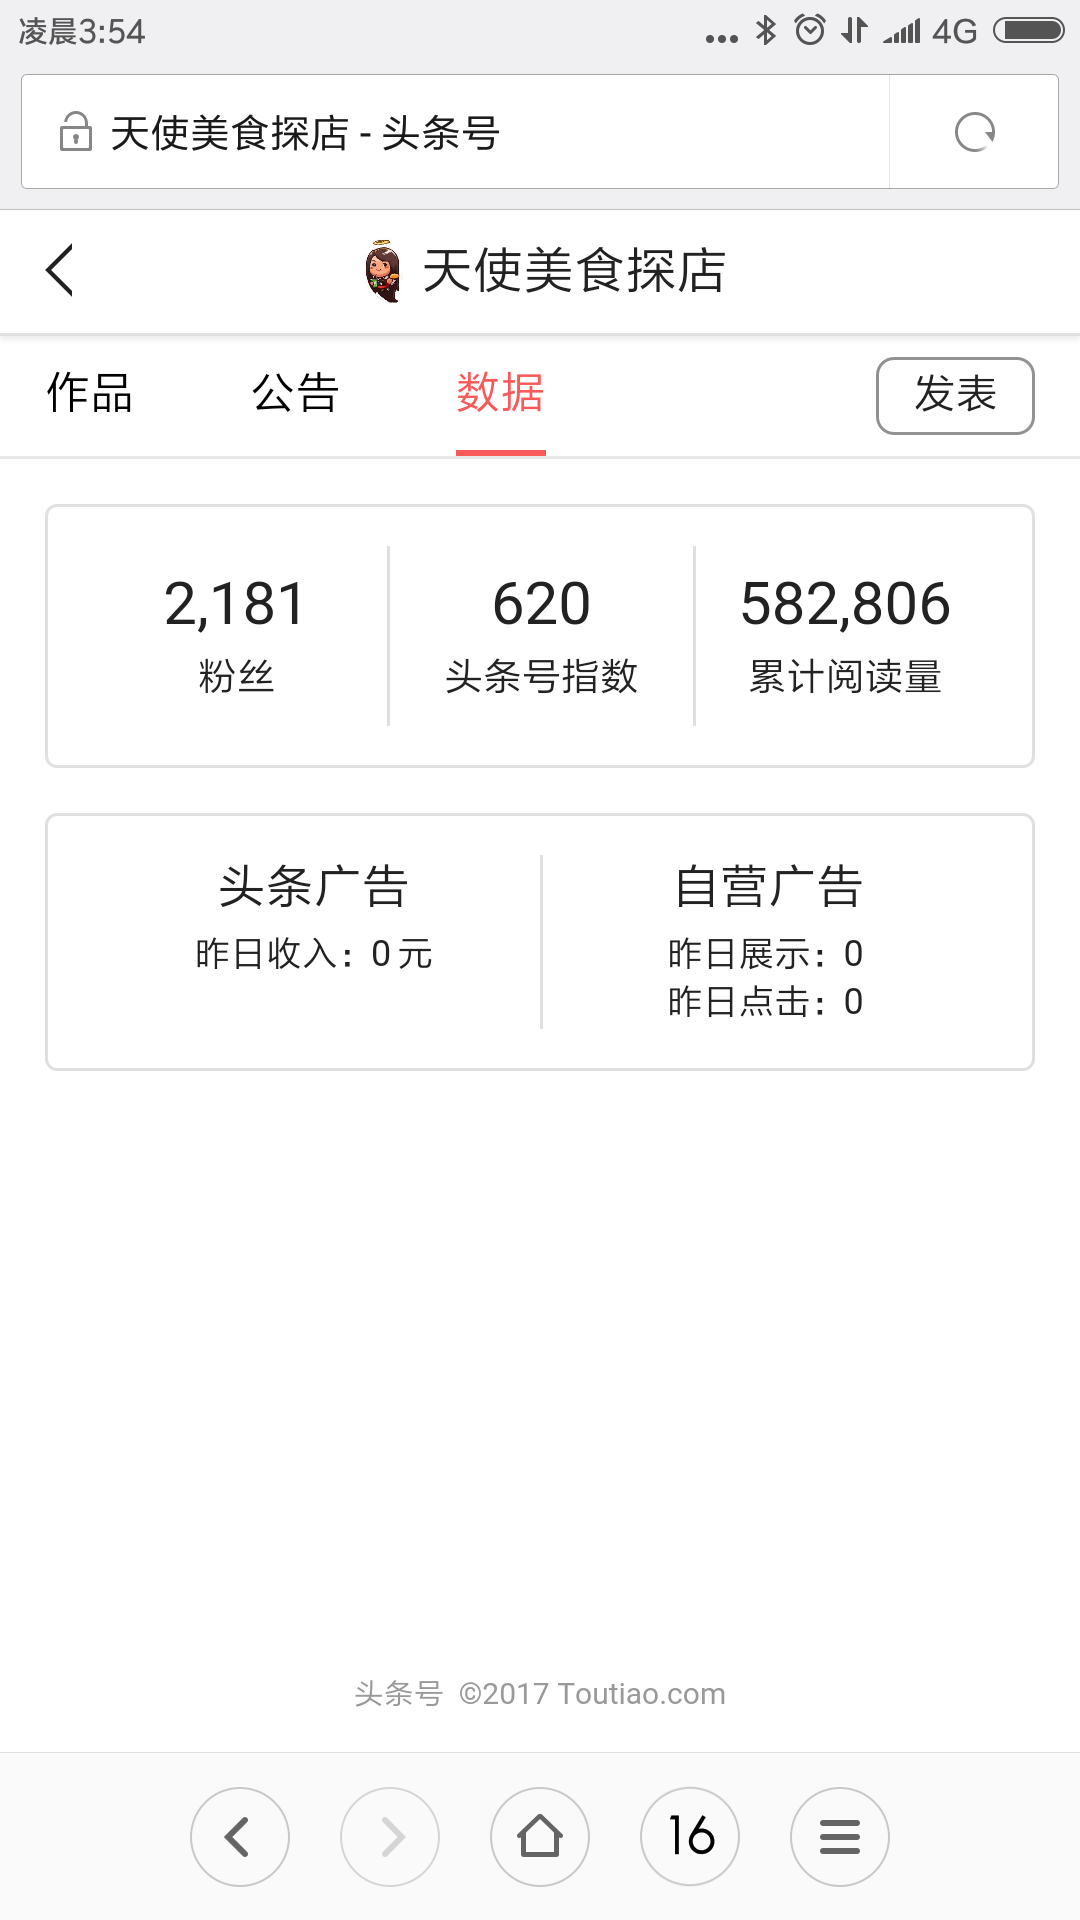 凌晨3:54
4G
天使美食探店 - 头条号
天使美食探店
作品 公告 数据 发表
2,181 620 582,806
粉丝 头条号指数 累计阅读量
头条广告 自营广告
昨日收入：0 元 昨日展示：0
昨日点击：0
头条号 ©2017 Toutiao.com
16